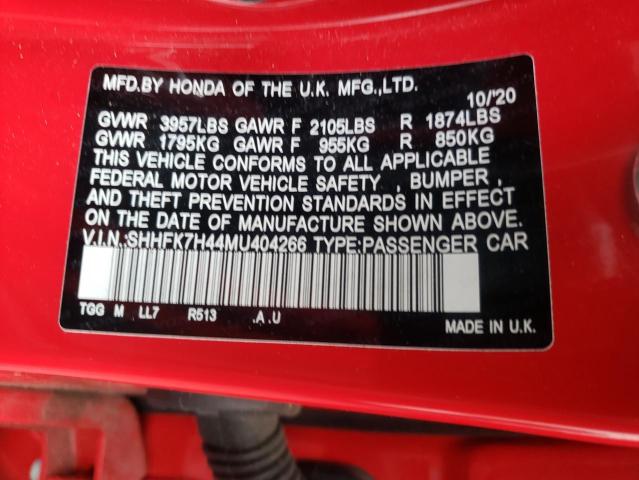 MFD.BY HONDA OF THE U.K. MFG.,LTD.
10/'20
GVWR 3957LBS GAWR F 2105LBS R 1874LBS
GVWR 1795KG GAWR F 955KG R 850KG
THIS VEHICLE CONFORMS TO ALL APPLICABLE
FEDERAL MOTOR VEHICLE SAFETY , BUMPER ,
AND THEFT PREVENTION STANDARDS IN EFFECT
ON THE DATE OF MANUFACTURE SHOWN ABOVE.
V.I.N.:SHHFK7H44MU404266 TYPE:PASSENGER CAR
TGG M LL7 R513 .A .U
MADE IN U.K.